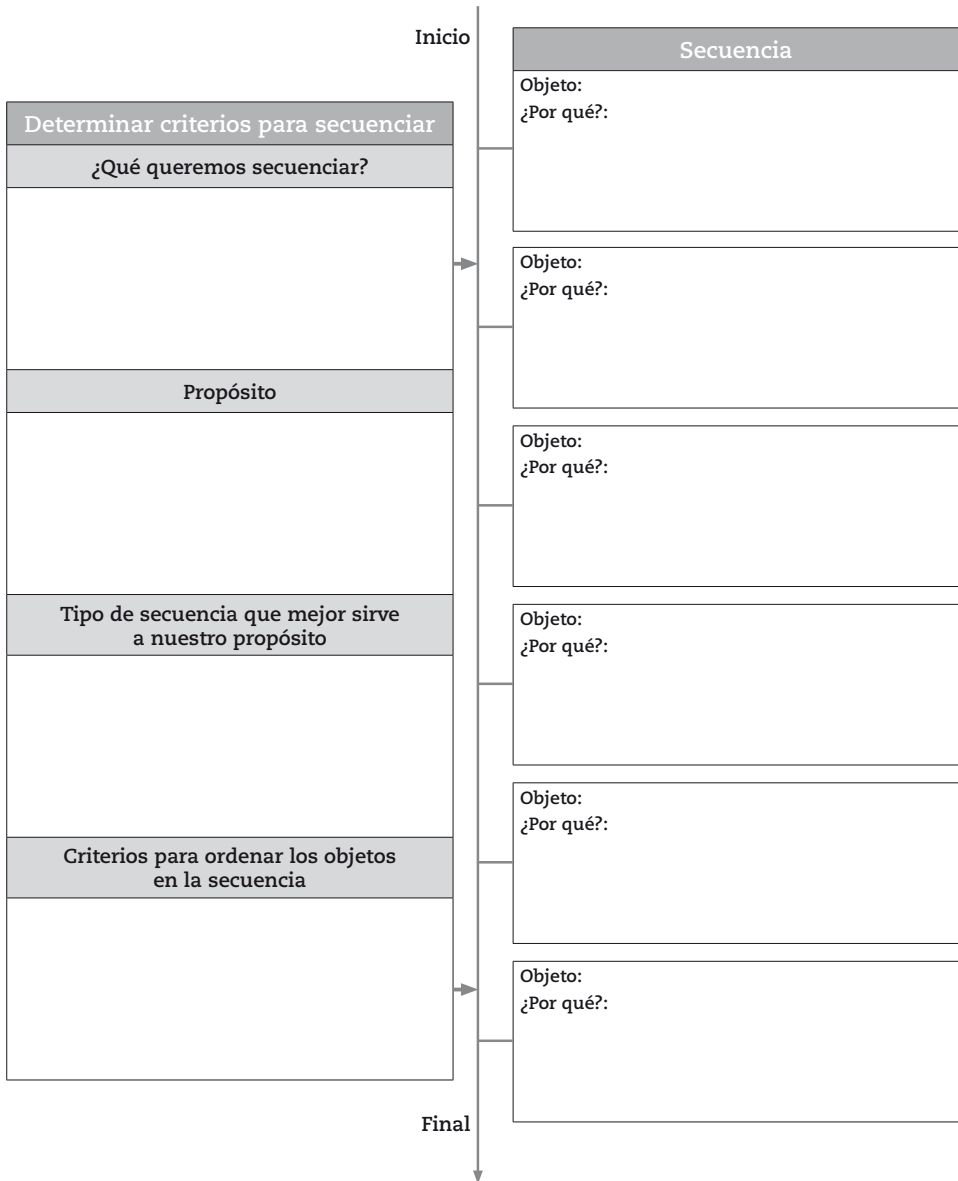 Inicio
Determinar criterios para secuenciar
¿Qué queremos secuenciar?
Propósito
Tipo de secuencia que mejor sirve
a nuestro propósito
Criterios para ordenar los objetos
en la secuencia
Secuencia
Objeto:
¿Por qué?:
Objeto:
¿Por qué?:
Objeto:
¿Por qué?:
Objeto:
¿Por qué?:
Objeto:
¿Por qué?:
Objeto:
¿Por qué?:
Final